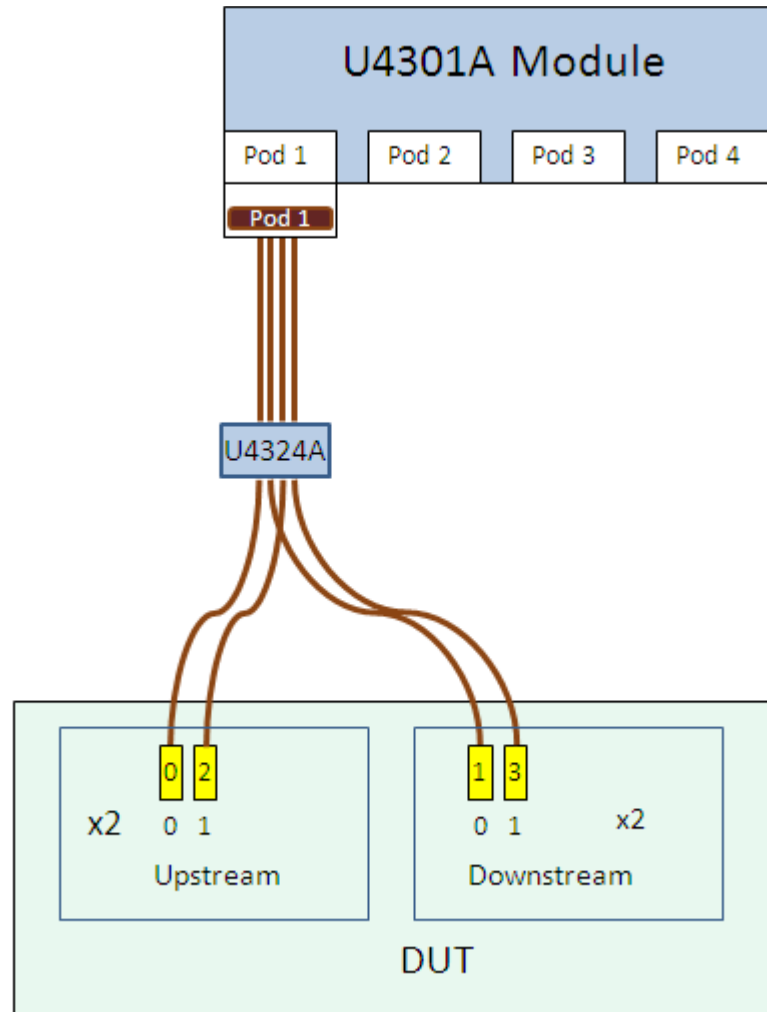 U4301A Module
Pod 1 Pod 2 Pod 3 Pod 4
Pod 1
U4324A
0 2 1 3
x2 0 1 0 1 x2
Upstream Downstream
DUT